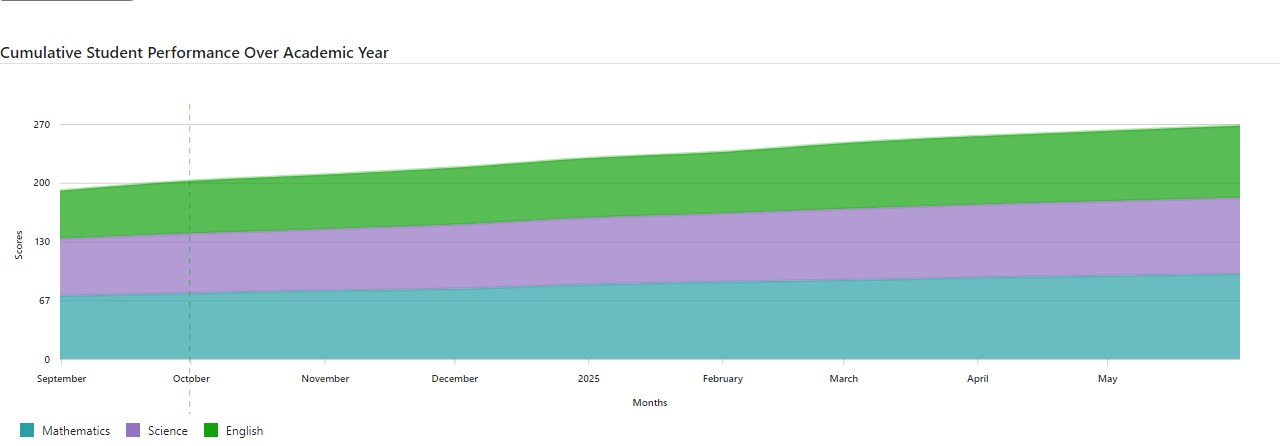 Cumulative Student Performance Over Academic Year
270
200
130
67
0
Scores
September October November December 2025 February March April May
Months
Mathematics Science English